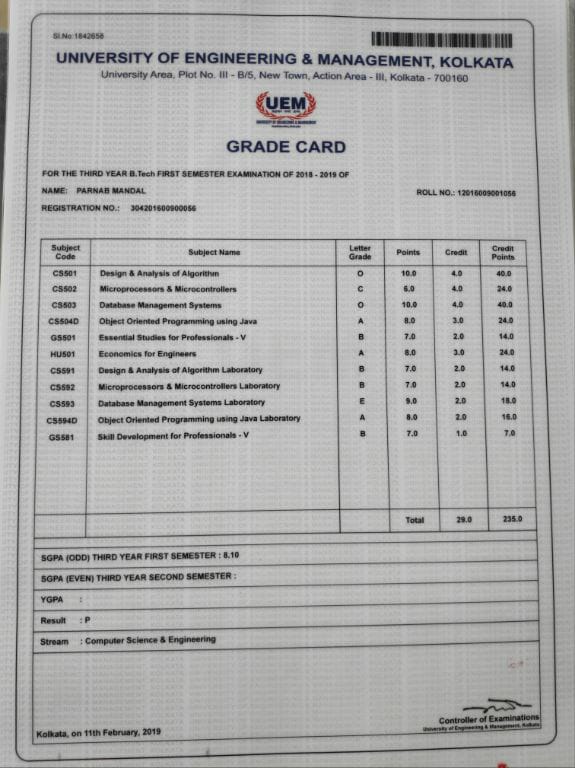 Sl.No:1842656
UNIVERSITY OF ENGINEERING & MANAGEMENT, KOLKATA
University Area, Plot No. III - B/5, New Town, Action Area - III, Kolkata - 700160
UEM
UNIVERSITY OF ENGINEERING & MANAGEMENT
GRADE CARD
FOR THE THIRD YEAR B.Tech FIRST SEMESTER EXAMINATION OF 2018 - 2019 OF
NAME: PARNAB MANDAL ROLL NO.: 12016009001056
REGISTRATION NO.: 304201600900056
Subject Code Subject Name Letter Grade Points Credit Credit Points
CS501 Design & Analysis of Algorithm O 10.0 4.0 40.0
CS502 Microprocessors & Microcontrollers C 6.0 4.0 24.0
CS503 Database Management Systems O 10.0 4.0 40.0
CS504D Object Oriented Programming using Java A 8.0 3.0 24.0
GS501 Essential Studies for Professionals - V B 7.0 2.0 14.0
HU501 Economics for Engineers A 8.0 3.0 24.0
CS591 Design & Analysis of Algorithm Laboratory B 7.0 2.0 14.0
CS592 Microprocessors & Microcontrollers Laboratory B 7.0 2.0 14.0
CS593 Database Management Systems Laboratory E 9.0 2.0 18.0
CS594D Object Oriented Programming using Java Laboratory A 8.0 2.0 16.0
GS581 Skill Development for Professionals - V B 7.0 1.0 7.0
Total 29.0 235.0
SGPA (ODD) THIRD YEAR FIRST SEMESTER : 8.10
SGPA (EVEN) THIRD YEAR SECOND SEMESTER :
YGPA :
Result : P
Stream : Computer Science & Engineering
Controller of Examinations
University of Engineering & Management, Kolkata
Kolkata, on 11th February, 2019